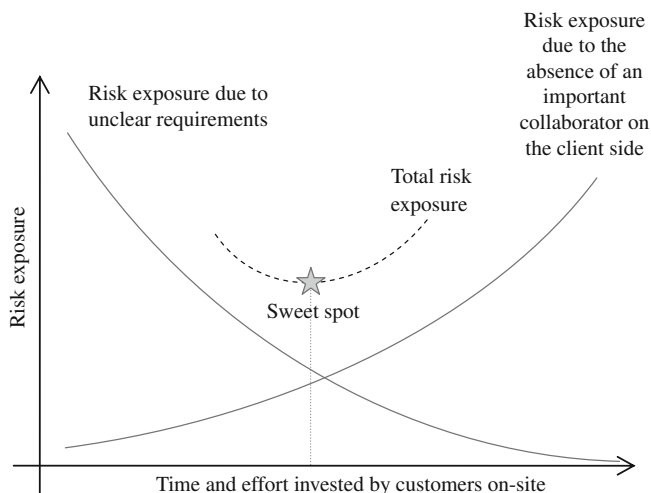 Risk exposure
due to the
absence of an
important
collaborator on
the client side
Risk exposure due to
unclear requirements
Total risk
exposure
Sweet spot
Risk exposure
Time and effort invested by customers on-site